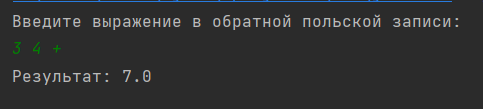 Введите выражение в обратной польской записи:
3 4 +
Результат: 7.0